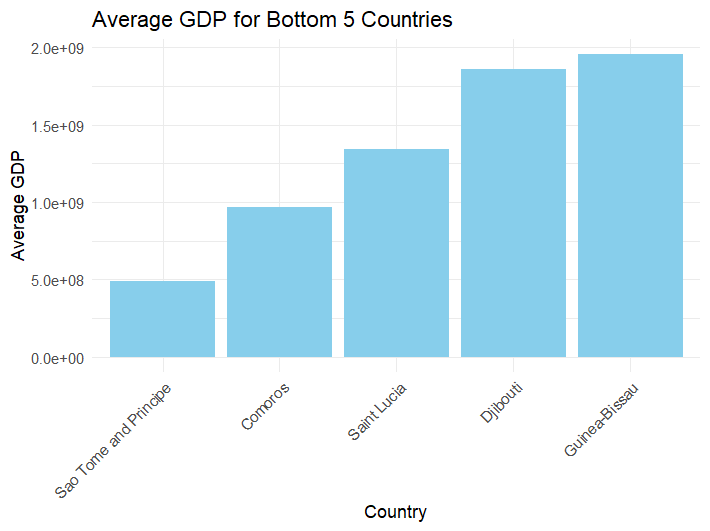 Average GDP for Bottom 5 Countries
Average GDP
2.0e+09
1.5e+09
1.0e+09
5.0e+08
0.0e+00
Sao Tome and Principe
Comoros
Saint Lucia
Djibouti
Guinea-Bissau
Country